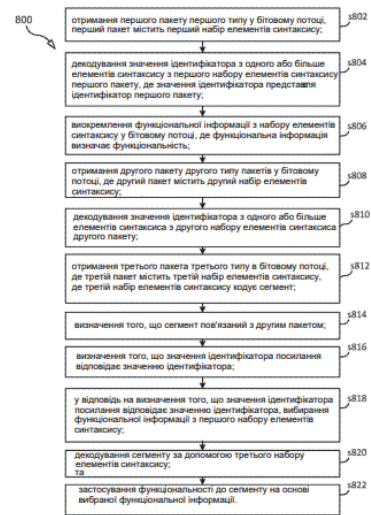 800
отримання першого пакету першого типу у бітовому потоці,
перший пакет містить перший набір елементів синтаксису;
s802
декодування значення ідентифікатора з одного або більше
елементів синтаксису з першого набору елементів синтаксису
першого пакету, де значення ідентифікатора представля
ідентифікатор першого пакету;
s804
виокремлення функціональної інформації з набору елементів
синтаксису у бітовому потоці, де функціональна інформація
визначає функціональність;
s806
отримання другого пакету другого типу пакетів у бітовому
потоці, де другий пакет містить другий набір елементів
синтаксису;
s808
декодування значення ідентифікатора з одного або більше
елементів синтаксиса з другого набору елементів синтаксиса
другого пакету;
s810
отримання третього пакета третього типу в бітовому потоці,
де третій пакет містить третій набір елементів синтаксису,
де третій набір елементів синтаксису кодує сегмент;
s812
визначення того, що сегмент пов'язаний з другим пакетом;
s814
визначення того, що значення ідентифікатора посилання
відповідає значенню ідентифікатора;
s816
у відповідь на визначення того, що значення ідентифікатора
посилання відповідає значенню ідентифікатора, вибирання
функціональної інформації з першого набору елементів
синтаксису;
s818
декодування сегменту за допомогою третього набору
елементів синтаксису;
та
s820
застосування функціональності до сегменту на основі
вибраної функціональної інформації.
s822